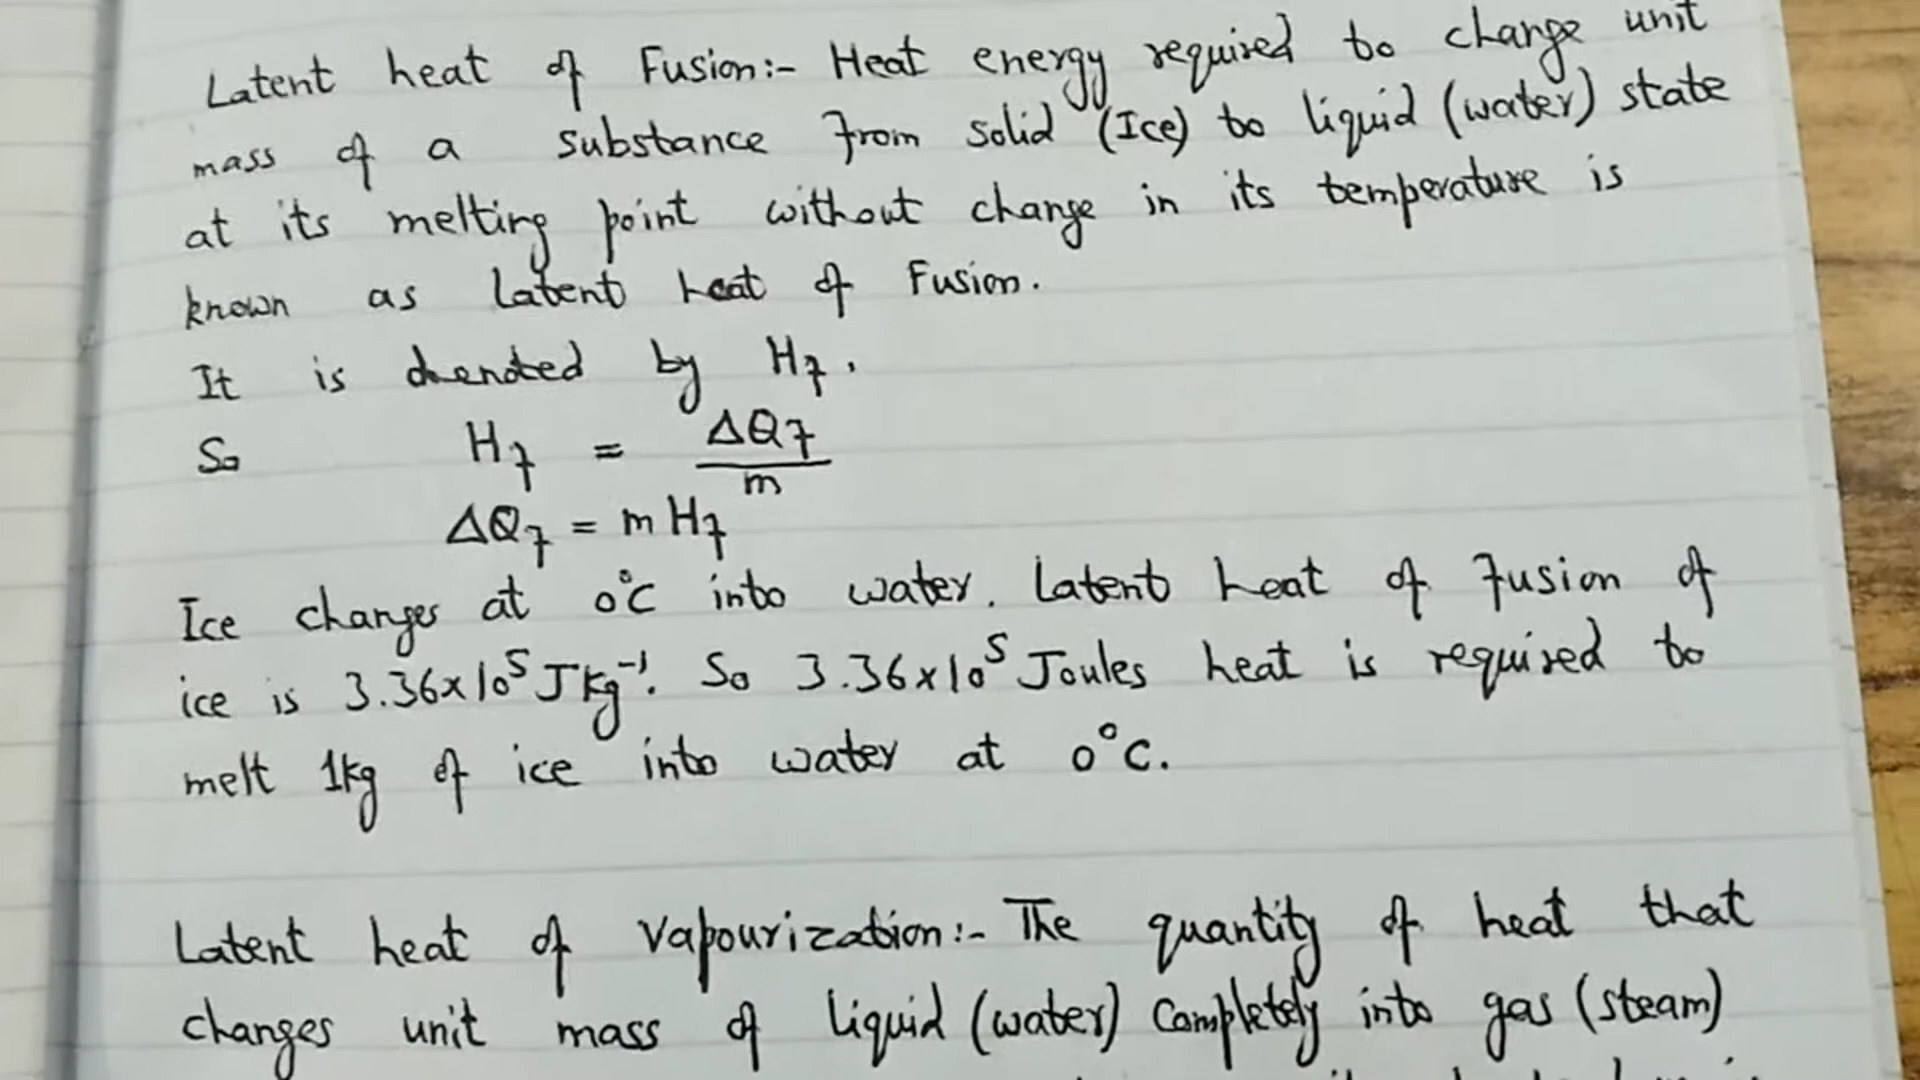 Latent heat of Fusion:- Heat energy required to change unit
mass of a substance from solid (Ice) to liquid (water) state
at its melting point without change in its temperature is
known as Latent heat of Fusion.
It is denoted by Hf.
So Hf = ΔQf / m
ΔQf = m Hf
Ice changes at 0°C into water. Latent heat of fusion of
ice is 3.36x10⁵ J kg⁻¹. So 3.36x10⁵ Joules heat is required to
melt 1kg of ice into water at 0°C.
Latent heat of Vapourization:- The quantity of heat that
changes unit mass of liquid (water) completely into gas (steam)